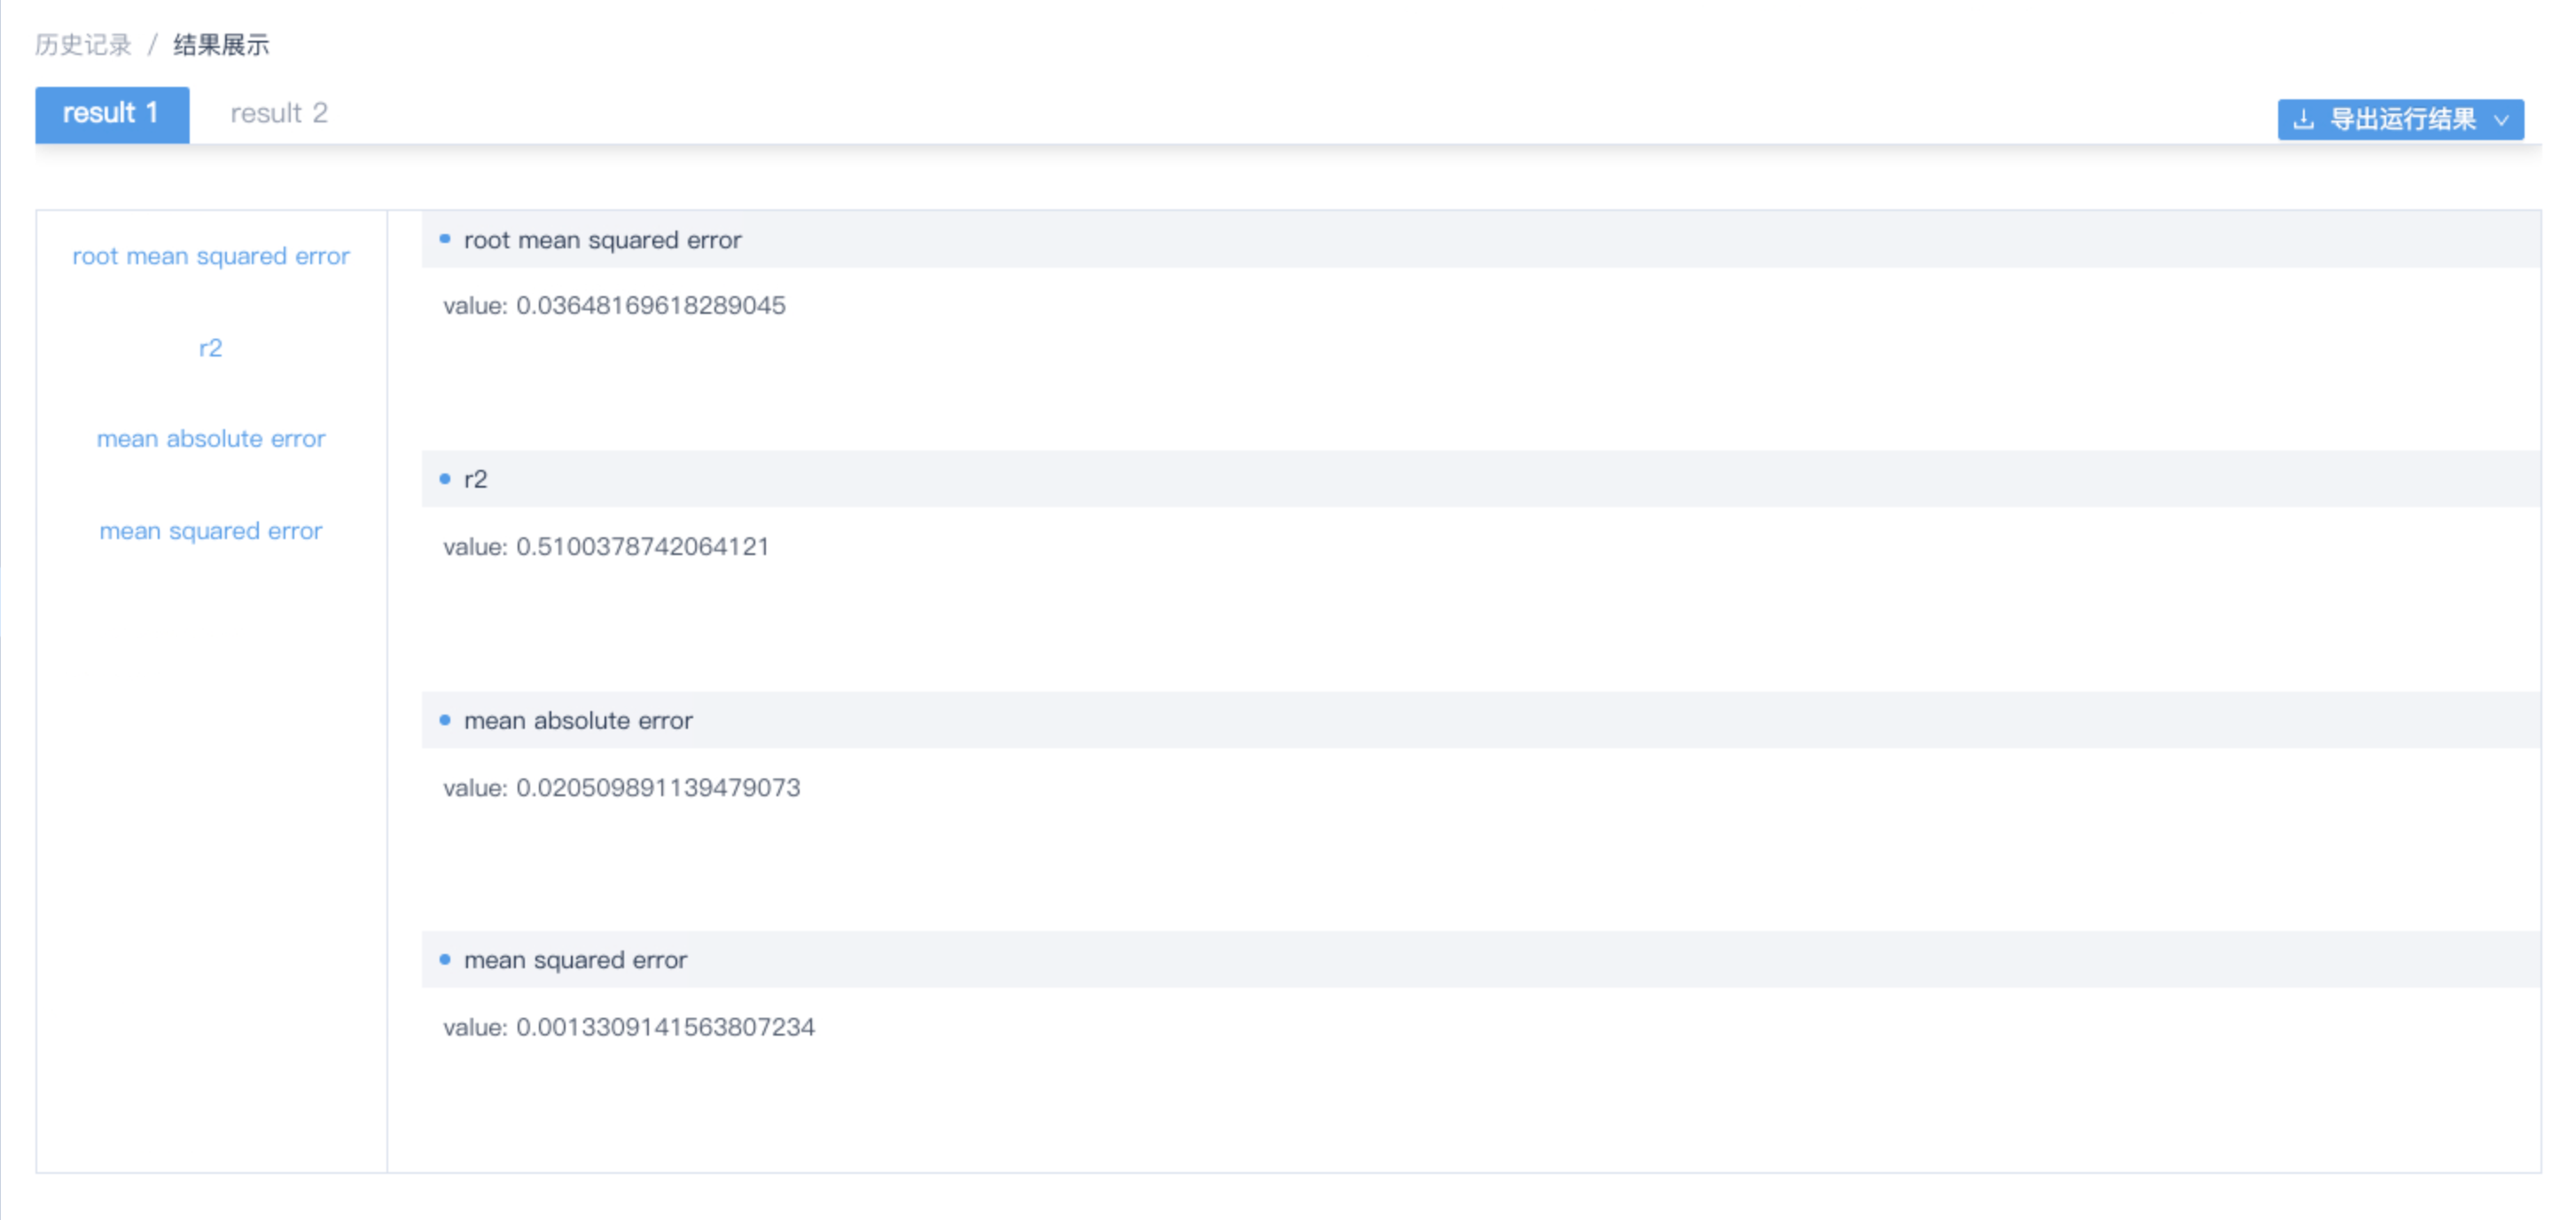 历史记录 / 结果展示
result 1 result 2
导出运行结果
root mean squared error
r2
mean absolute error
mean squared error
root mean squared error
value: 0.03648169618289045
r2
value: 0.5100378742064121
mean absolute error
value: 0.020509891139479073
mean squared error
value: 0.0013309141563807234